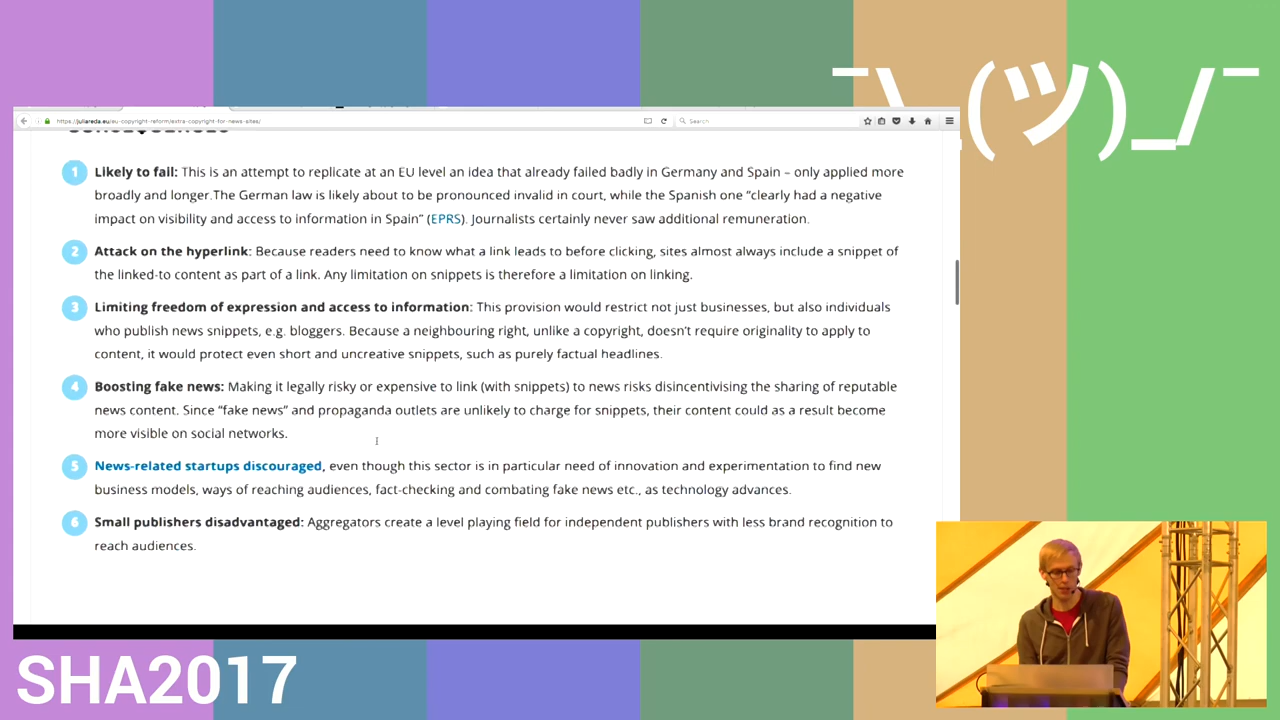 ¯\_(ツ)_/¯
https://juliareda.eu/eu-copyright-reform/extra-copyright-for-news-sites/
Search
1 Likely to fail: This is an attempt to replicate at an EU level an idea that already failed badly in Germany and Spain – only applied more
broadly and longer.The German law is likely about to be pronounced invalid in court, while the Spanish one “clearly had a negative
impact on visibility and access to information in Spain” (EPRS). Journalists certainly never saw additional remuneration.
2 Attack on the hyperlink: Because readers need to know what a link leads to before clicking, sites almost always include a snippet of
the linked-to content as part of a link. Any limitation on snippets is therefore a limitation on linking.
3 Limiting freedom of expression and access to information: This provision would restrict not just businesses, but also individuals
who publish news snippets, e.g. bloggers. Because a neighbouring right, unlike a copyright, doesn’t require originality to apply to
content, it would protect even short and uncreative snippets, such as purely factual headlines.
4 Boosting fake news: Making it legally risky or expensive to link (with snippets) to news risks disincentivising the sharing of reputable
news content. Since “fake news” and propaganda outlets are unlikely to charge for snippets, their content could as a result become
more visible on social networks.
5 News-related startups discouraged, even though this sector is in particular need of innovation and experimentation to find new
business models, ways of reaching audiences, fact-checking and combating fake news etc., as technology advances.
6 Small publishers disadvantaged: Aggregators create a level playing field for independent publishers with less brand recognition to
reach audiences.
SHA2017